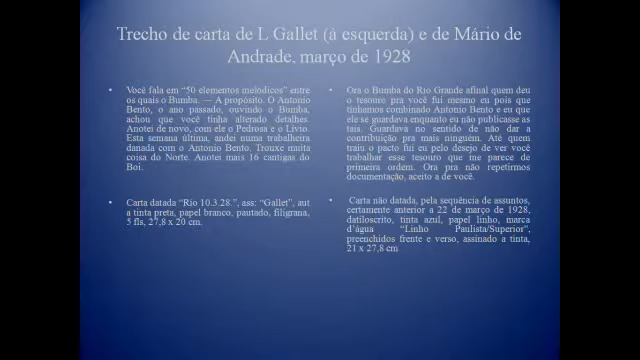 Trecho de carta de L Gallet (à esquerda) e de Mário de
Andrade, março de 1928
• Você fala em “50 elementos melódicos” entre
os quais o Bumba. — A propósito. O Antonio
Bento, o ano passado, ouvindo o Bumba,
achou que você tinha alterado detalhes.
Anotei de novo, com ele o Pedrosa e o Lívio.
Esta semana última, andei numa trabalheira
danada com o Antonio Bento. Trouxe muita
coisa do Norte. Anotei mais 16 cantigas do
Boi.
• Carta datada “Rio 10.3.28.”, ass: “Gallet”, aut
a tinta preta, papel branco, pautado, filigrana,
5 fls, 27,8 x 20 cm.
• Ora o Bumba do Rio Grande afinal quem deu
o tesouro pra você fui mesmo eu pois que
tínhamos combinado Antonio Bento e eu que
ele se guardava enquanto eu não publicasse as
tais. Guardava no sentido de não dar a
contribuição pra mais ninguém. Até quem
traiu o pacto fui eu pelo desejo de ver você
trabalhar esse tesouro que me parece de
primeira ordem. Ora pra não repetirmos
documentação, aceito a de você.
• Carta não datada, pela sequência de assuntos,
certamente anterior a 22 de março de 1928,
datiloscrito, tinta azul, papel linho, marca
d’água “Linho Paulista/Superior”,
preenchidos frente e verso, assinado a tinta,
21 x 27,8 cm